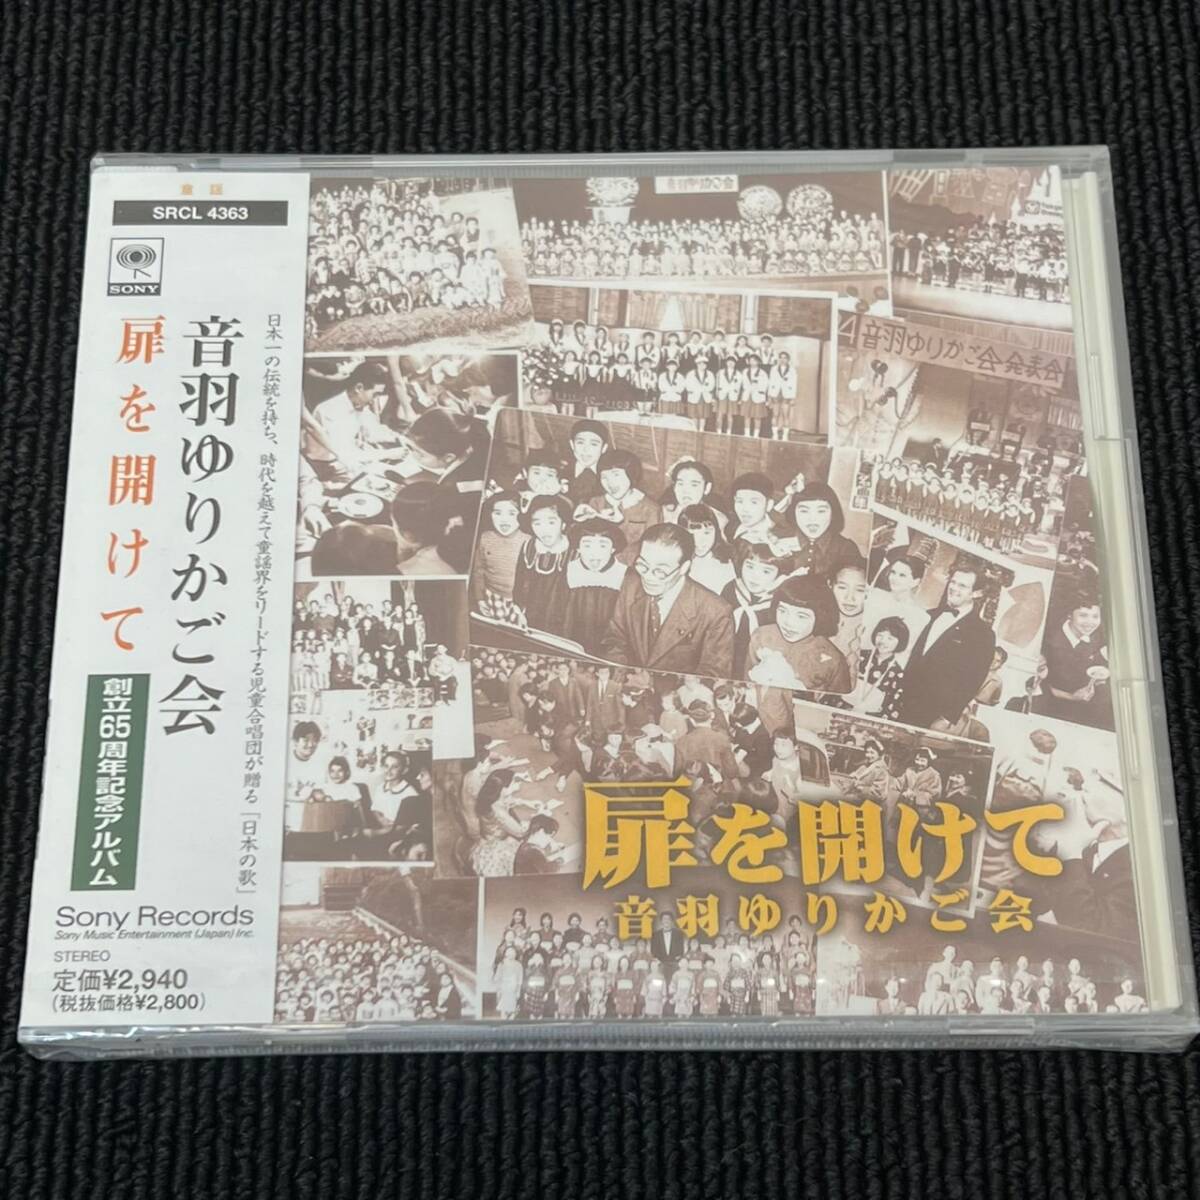 童謡
SRCL 4363
SONY
日本一の伝統を持ち、時代を越えて童謡界をリードする児童合唱団が贈る「日本の歌」
音羽ゆりかご会
扉を開けて
創立65周年記念アルバム
Sony Records
Sony Music Entertainment (Japan) Inc.
STEREO
定価¥2,940
(税抜価格¥2,800)
音羽ゆりかご会
音羽ゆりかご会発表会
扉を開けて
音羽ゆりかご会